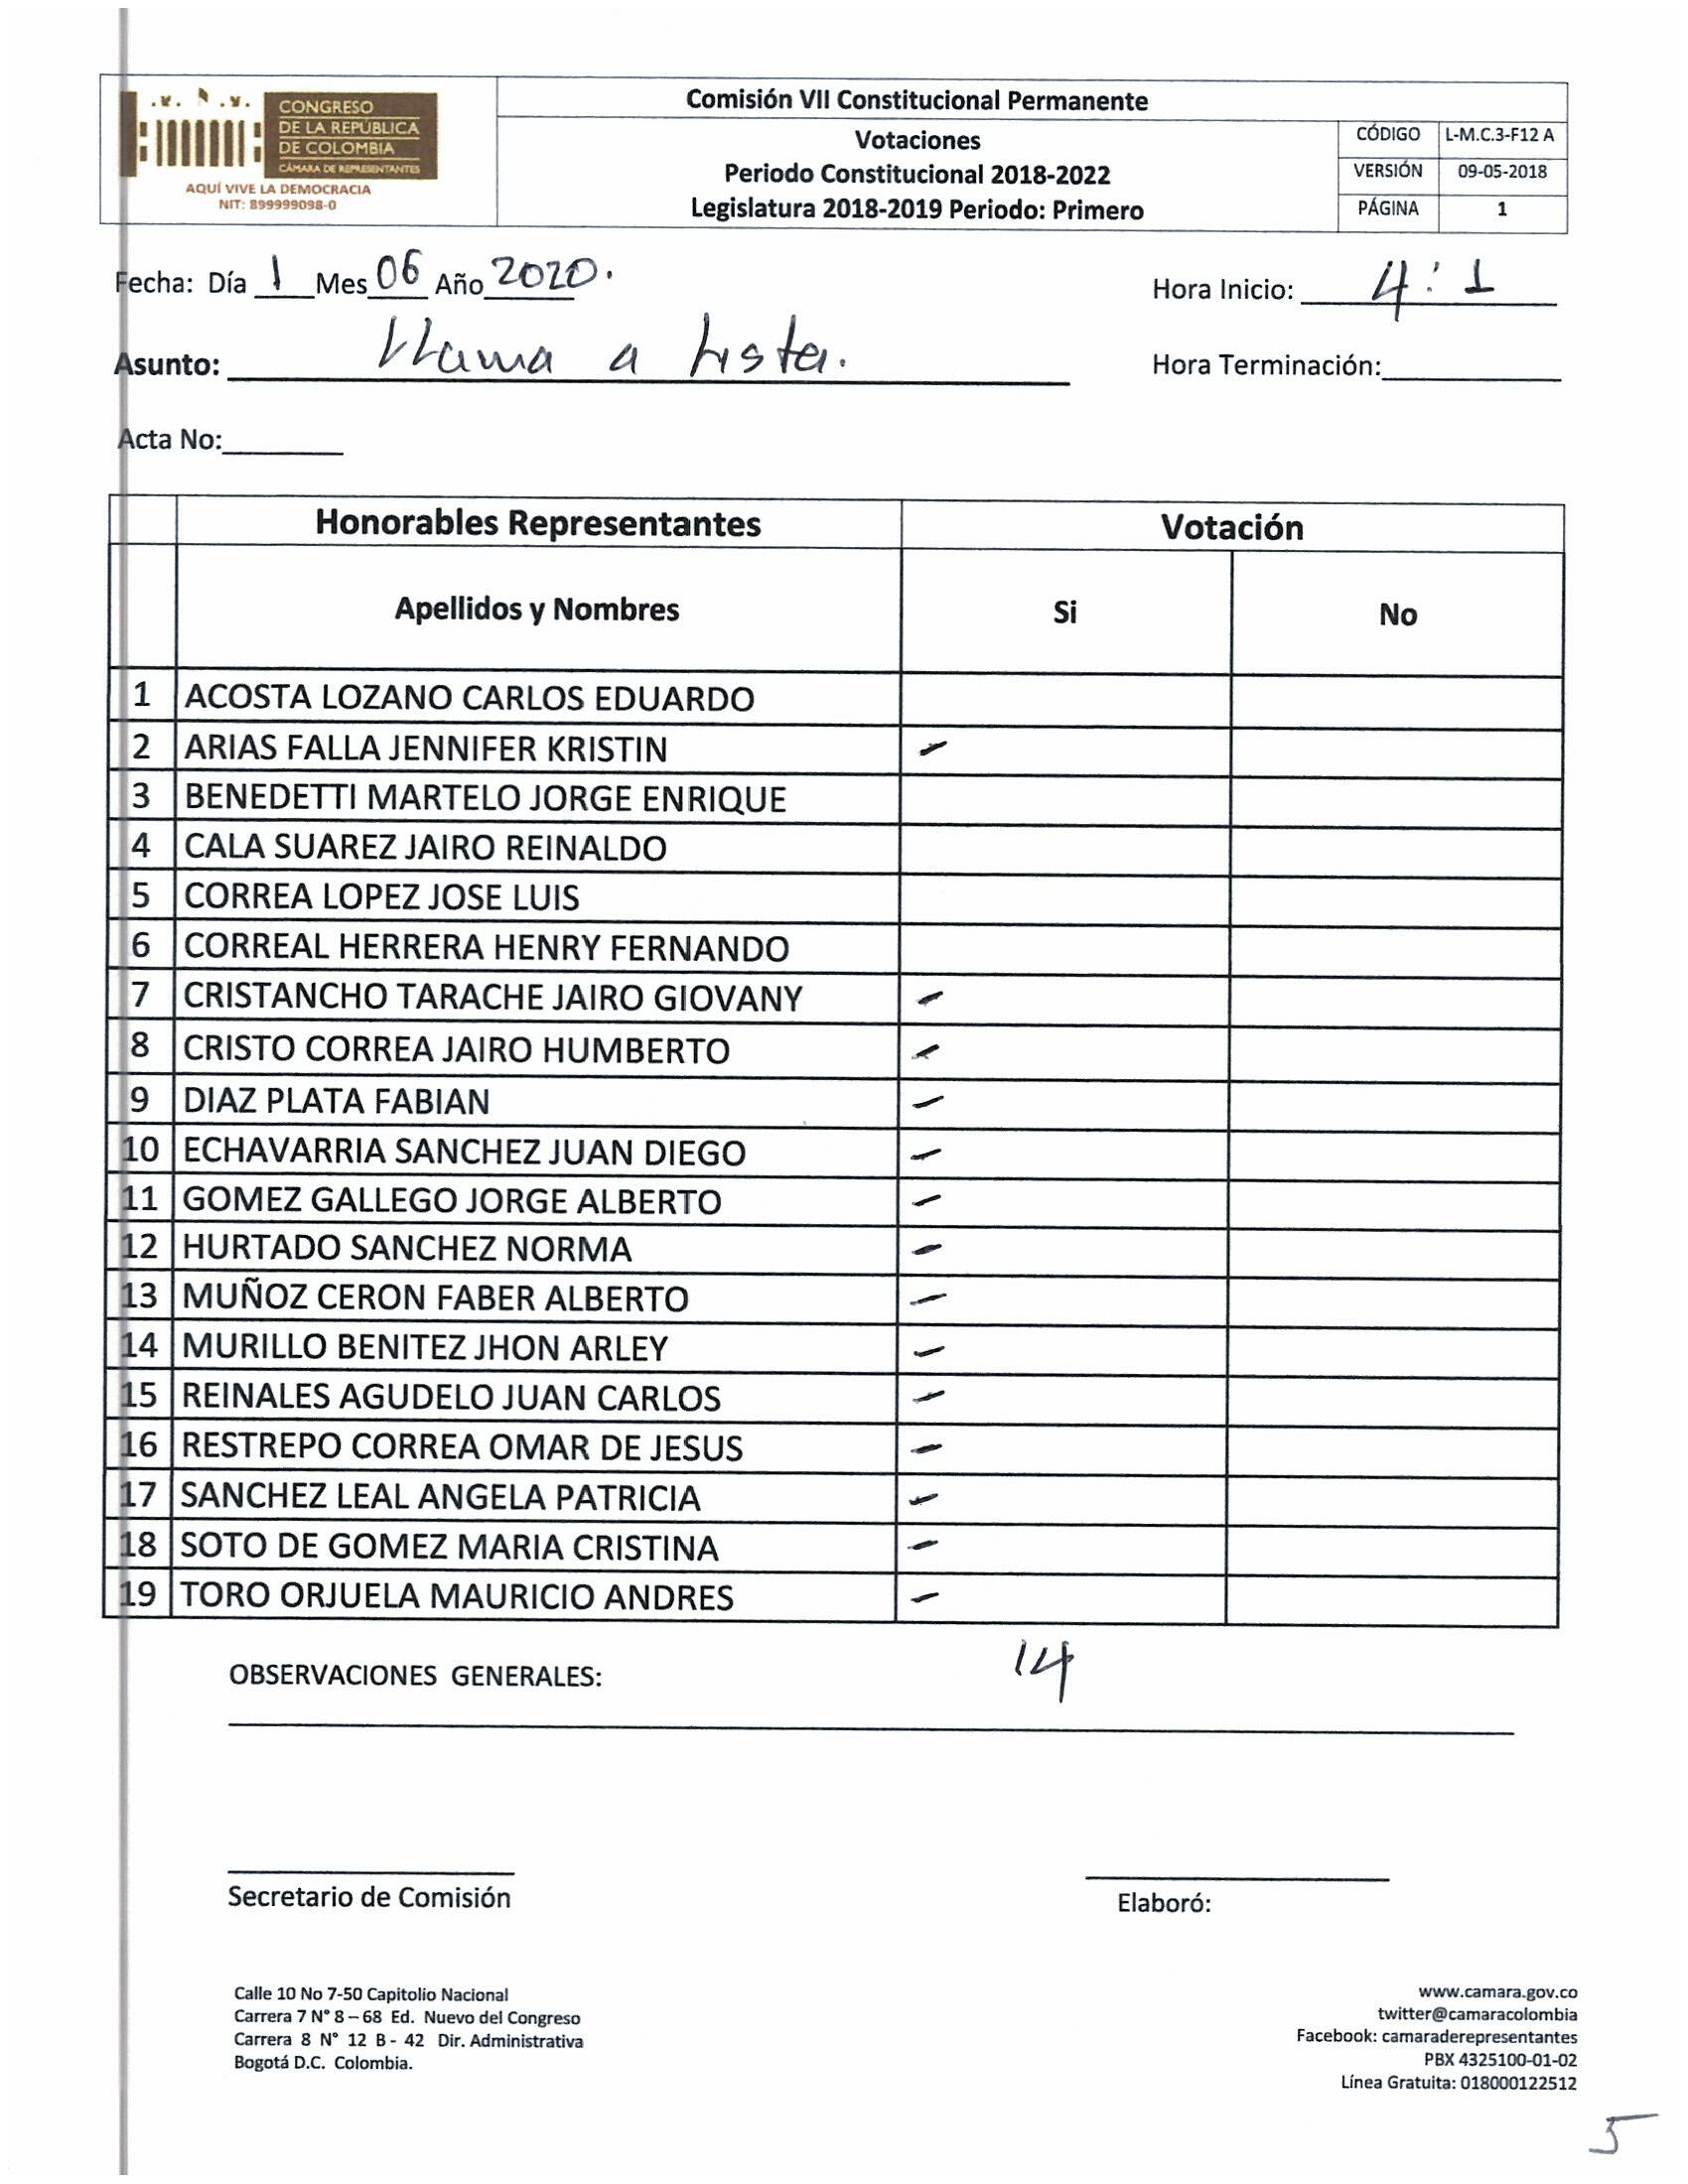 CONGRESO
DE LA REPÚBLICA
DE COLOMBIA
CÁMARA DE REPRESENTANTES
AQUÍ VIVE LA DEMOCRACIA
NIT: 899999098-0
Comisión VII Constitucional Permanente
Votaciones
Periodo Constitucional 2018-2022
Legislatura 2018-2019 Periodo: Primero
CÓDIGO L-M.C.3-F12 A
VERSIÓN 09-05-2018
PÁGINA 1
Fecha: Día 1 Mes 06 Año 2020. Hora Inicio: 4:1
Asunto: Llama a lista. Hora Terminación:
Acta No:
Honorables Representantes Votación
Apellidos y Nombres Si No
1 ACOSTA LOZANO CARLOS EDUARDO
2 ARIAS FALLA JENNIFER KRISTIN
3 BENEDETTI MARTELO JORGE ENRIQUE
4 CALA SUAREZ JAIRO REINALDO
5 CORREA LOPEZ JOSE LUIS
6 CORREAL HERRERA HENRY FERNANDO
7 CRISTANCHO TARACHE JAIRO GIOVANY
8 CRISTO CORREA JAIRO HUMBERTO
9 DIAZ PLATA FABIAN
10 ECHAVARRIA SANCHEZ JUAN DIEGO
11 GOMEZ GALLEGO JORGE ALBERTO
12 HURTADO SANCHEZ NORMA
13 MUÑOZ CERON FABER ALBERTO
14 MURILLO BENITEZ JHON ARLEY
15 REINALES AGUDELO JUAN CARLOS
16 RESTREPO CORREA OMAR DE JESUS
17 SANCHEZ LEAL ANGELA PATRICIA
18 SOTO DE GOMEZ MARIA CRISTINA
19 TORO ORJUELA MAURICIO ANDRES
OBSERVACIONES GENERALES: 14
Secretario de Comisión
Elaboró:
Calle 10 No 7-50 Capitolio Nacional
Carrera 7 N° 8 – 68 Ed. Nuevo del Congreso
Carrera 8 N° 12 B - 42 Dir. Administrativa
Bogotá D.C. Colombia.
www.camara.gov.co
twitter@camaracolombia
Facebook: camaraderepresentantes
PBX 4325100-01-02
Línea Gratuita: 018000122512
5